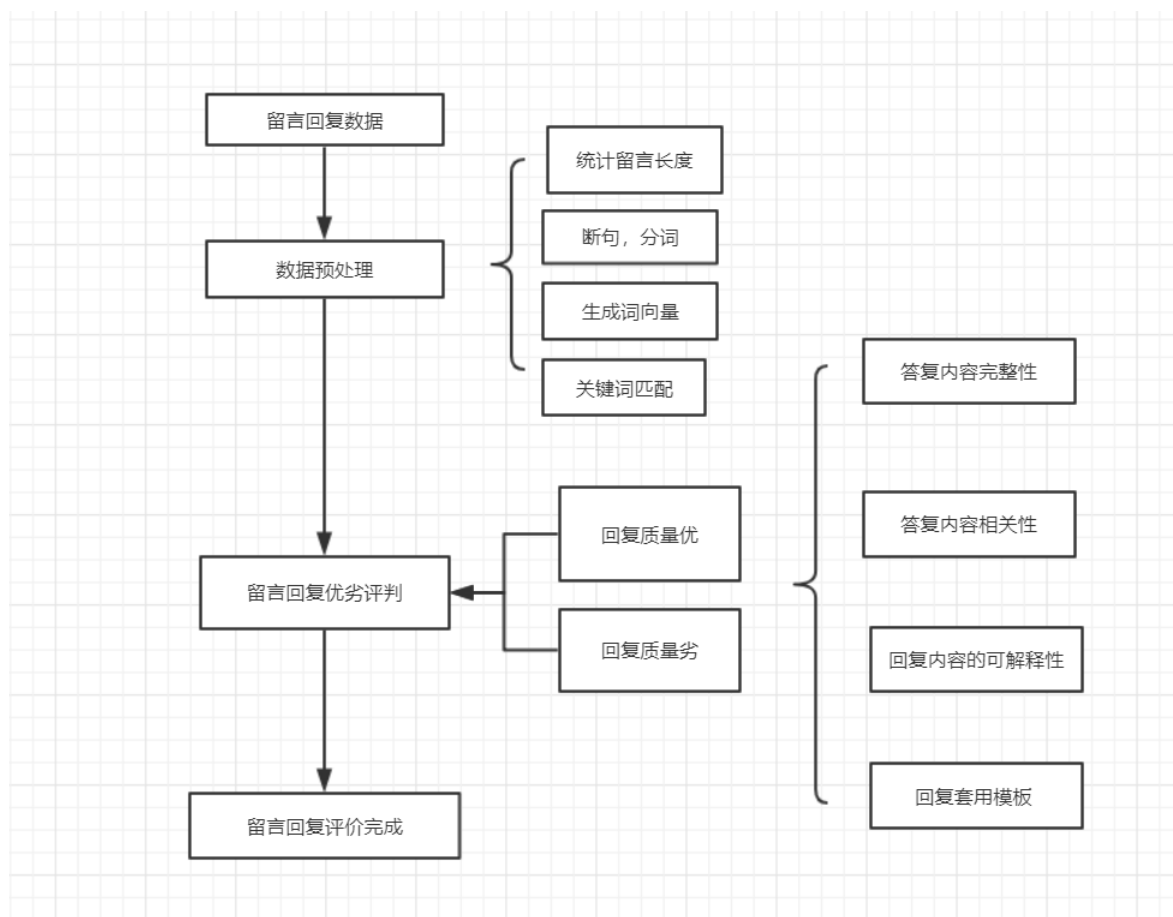 留言回复数据
统计留言长度
断句，分词
数据预处理
生成词向量
关键词匹配
答复内容完整性
答复内容相关性
回复质量优
留言回复优劣评判
回复质量劣
回复内容的可解释性
回复套用模板
留言回复评价完成